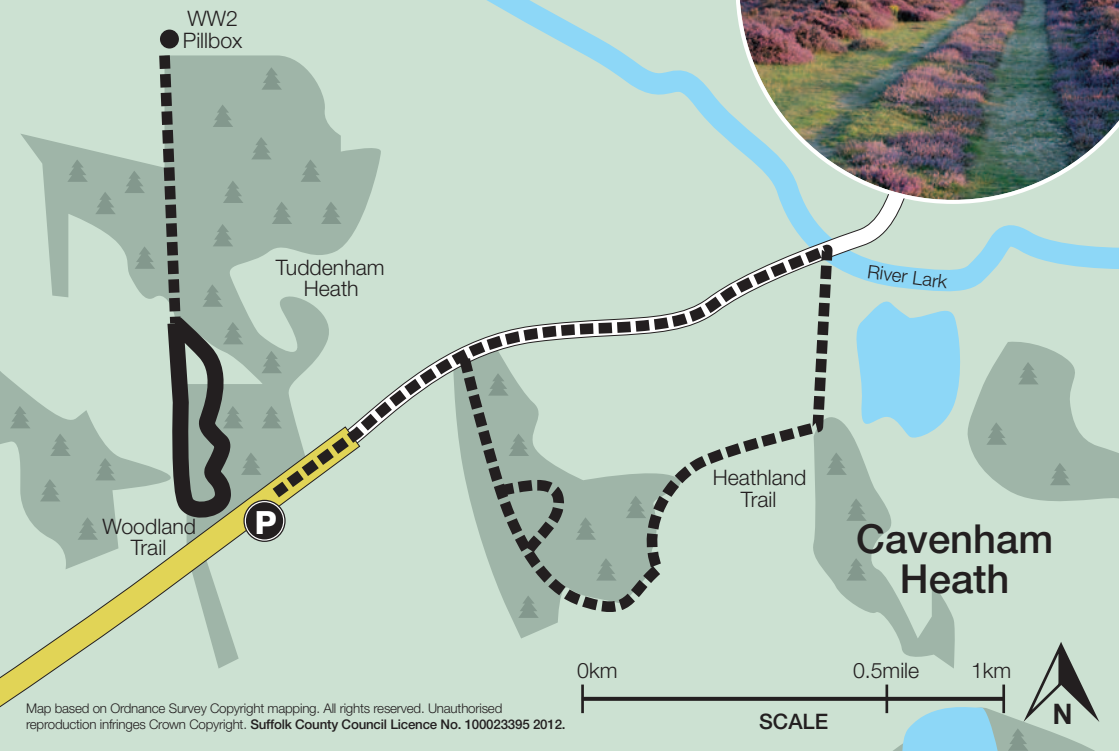 WW2
Pillbox
Tuddenham
Heath
River Lark
Heathland
Trail
Woodland
Trail
P
Cavenham
Heath
0km
0.5mile
1km
SCALE
N
Map based on Ordnance Survey Copyright mapping. All rights reserved. Unauthorised
reproduction infringes Crown Copyright. Suffolk County Council Licence No. 100023395 2012.